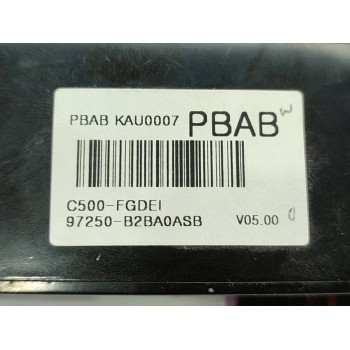 PBAB KAU0007 PBAB
C500-FGDEI
97250-B2BA0ASB V05.00